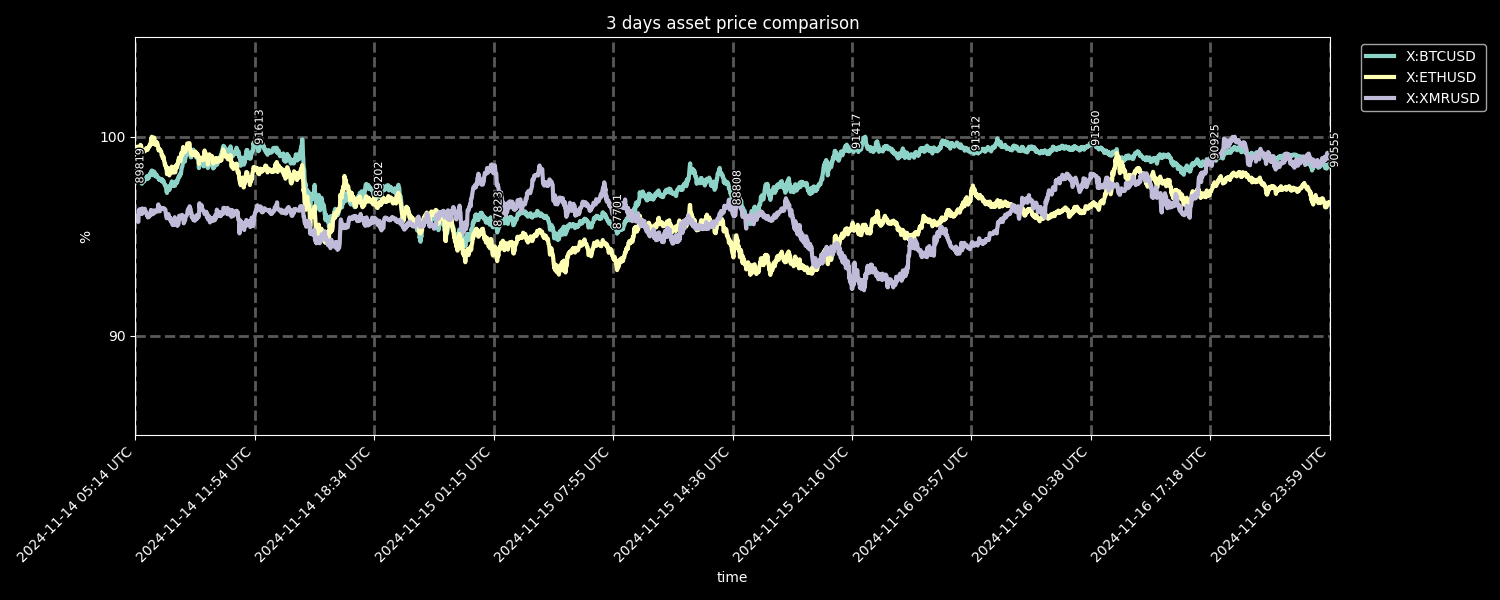 3 days asset price comparison
X:BTCUSD
X:ETHUSD
X:XMRUSD
100
90
%
91613
89202
87823
87701
88808
91417
91312
91560
90925
90555
2024-11-14 05:14 UTC
2024-11-14 11:54 UTC
2024-11-14 18:34 UTC
2024-11-15 01:15 UTC
2024-11-15 07:55 UTC
2024-11-15 14:36 UTC
2024-11-15 21:16 UTC
2024-11-16 03:57 UTC
2024-11-16 10:38 UTC
2024-11-16 17:18 UTC
2024-11-16 23:59 UTC
time